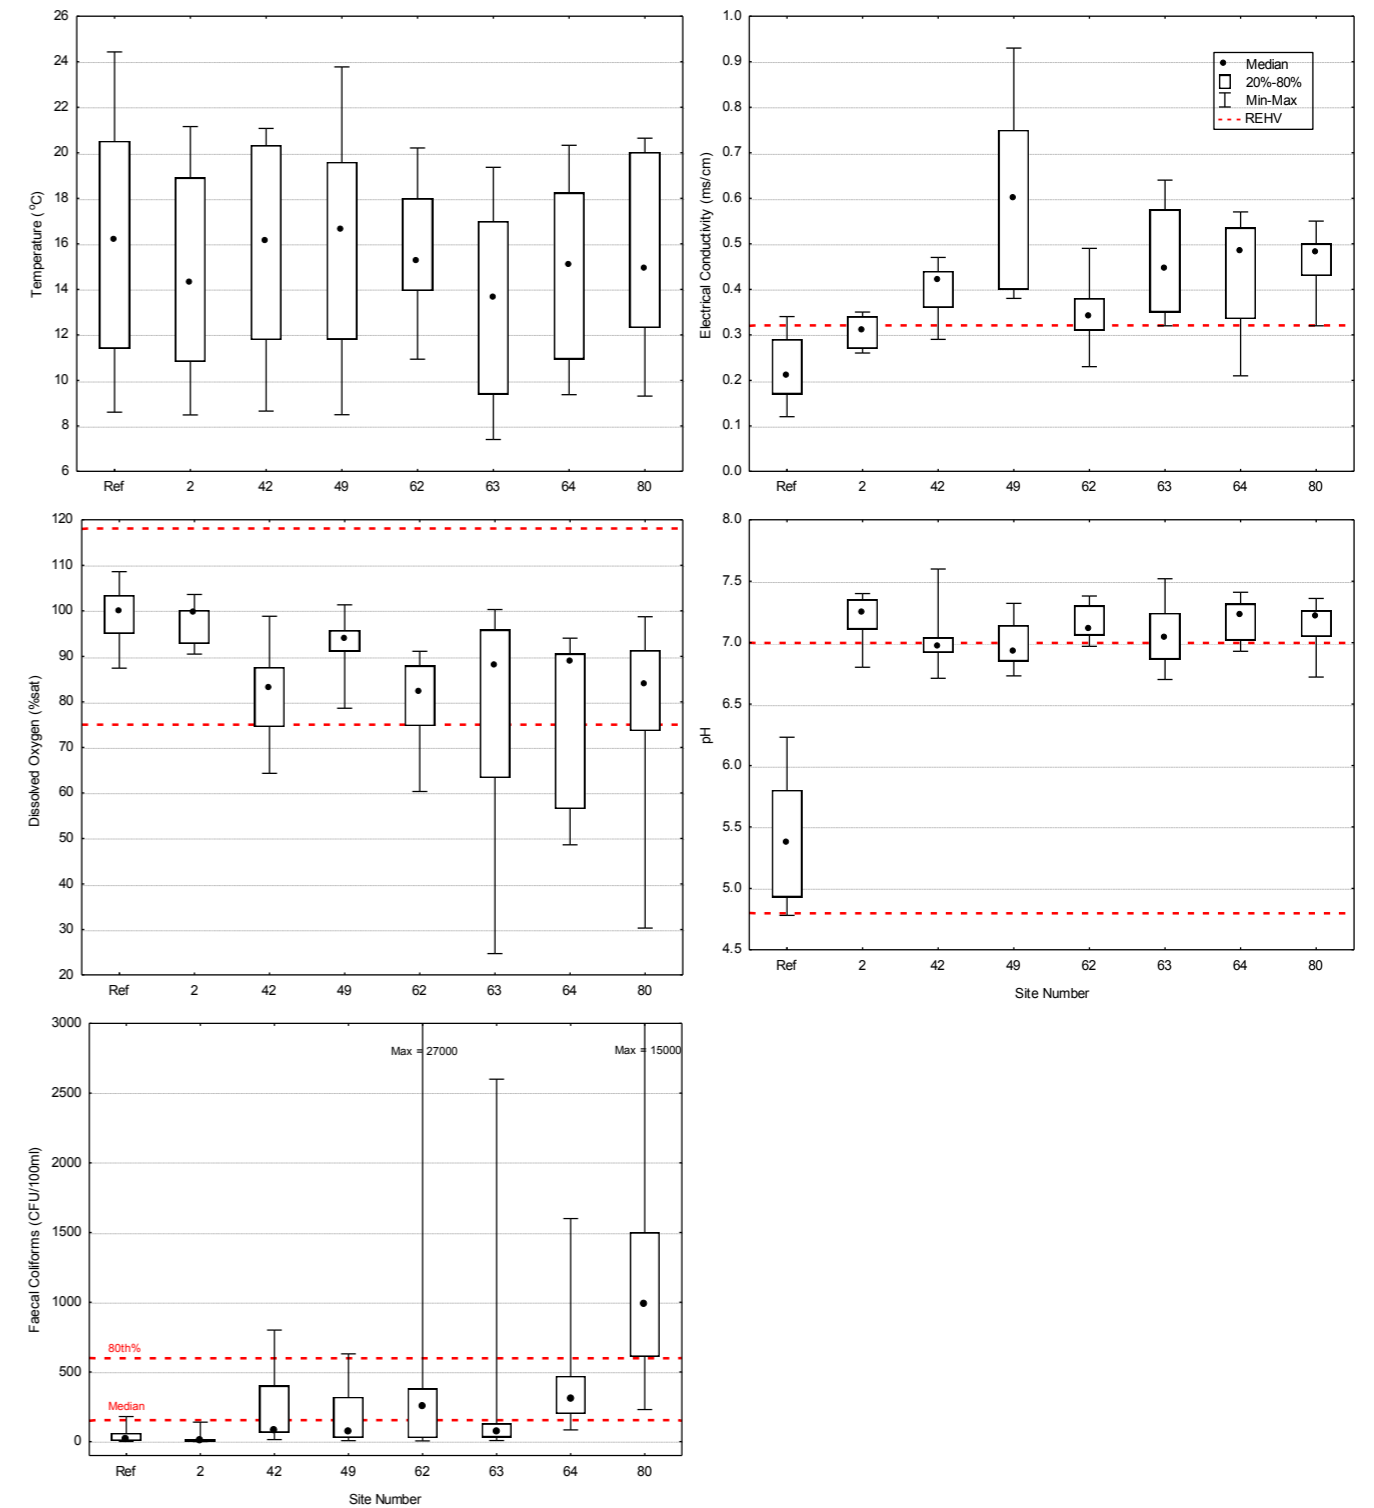 26
24
22
20
18
16
14
12
10
8
6
Temperature (°C)
Ref 2 42 49 62 63 64 80
1.0
0.9
0.8
0.7
0.6
0.5
0.4
0.3
0.2
0.1
0.0
Electrical Conductivity (ms/cm)
Median
20%-80%
Min-Max
REHV
Ref 2 42 49 62 63 64 80
120
110
100
90
80
70
60
50
40
30
20
Dissolved Oxygen (%sat)
Ref 2 42 49 62 63 64 80
8.0
7.5
7.0
6.5
6.0
5.5
5.0
4.5
pH
Ref 2 42 49 62 63 64 80
Site Number
3000
2500
2000
1500
1000
500
0
Faecal Coliforms (CFU/100ml)
Max = 27000
Max = 15000
80th%
Median
Ref 2 42 49 62 63 64 80
Site Number